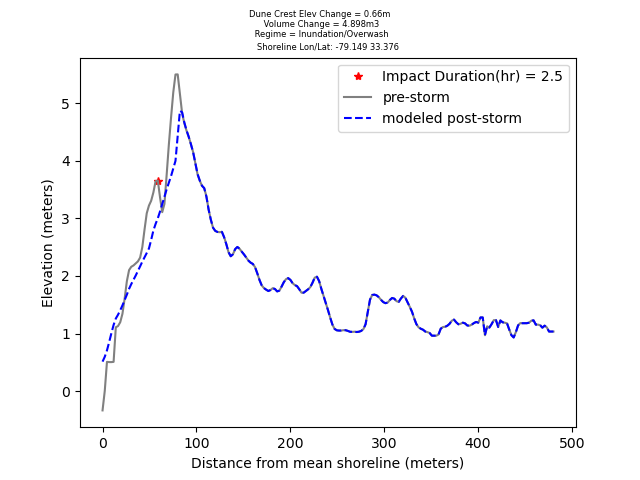 Dune Crest Elev Change = 0.66m
Volume Change = 4.898m3
Regime = Inundation/Overwash
Shoreline Lon/Lat: -79.149 33.376
Impact Duration(hr) = 2.5
pre-storm
modeled post-storm
Elevation (meters)
5
4
3
2
1
0
0 100 200 300 400 500
Distance from mean shoreline (meters)